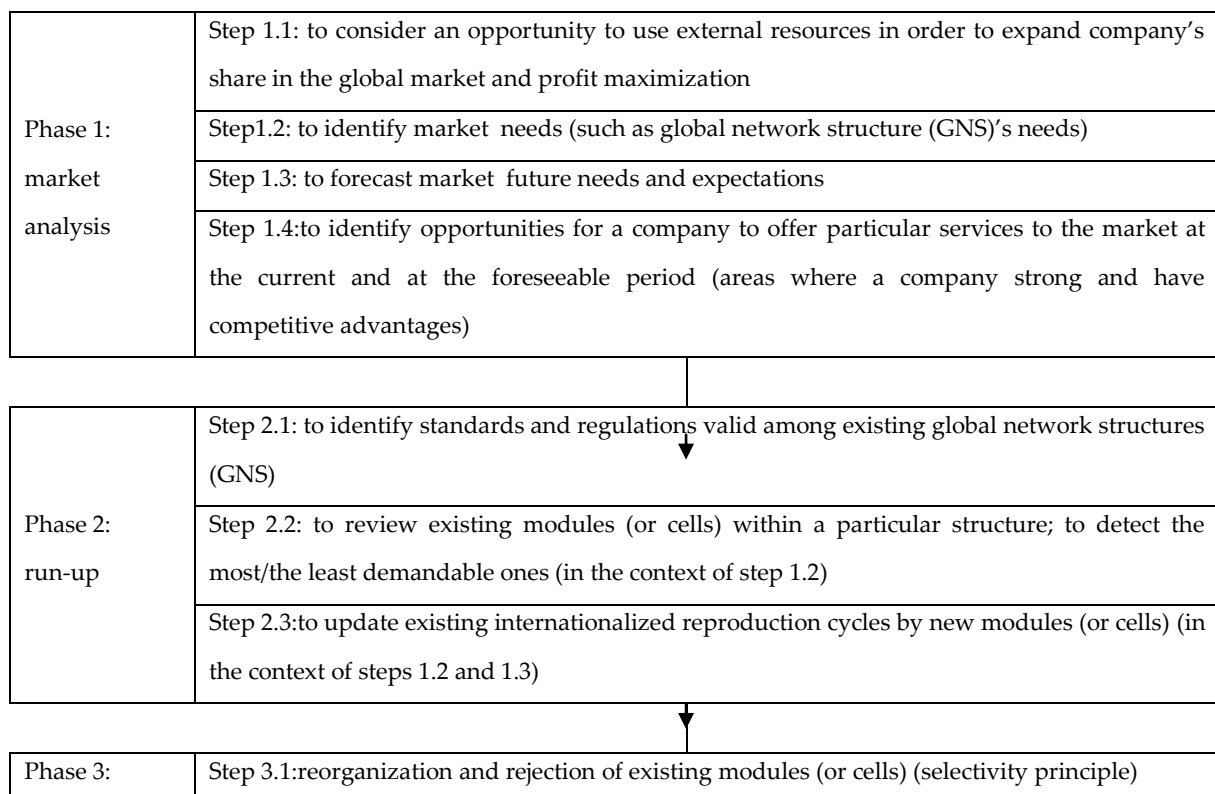 Step 1.1: to consider an opportunity to use external resources in order to expand company’s
share in the global market and profit maximization
Phase 1:
market
analysis
Step1.2: to identify market needs (such as global network structure (GNS)’s needs)
Step 1.3: to forecast market future needs and expectations
Step 1.4:to identify opportunities for a company to offer particular services to the market at
the current and at the foreseeable period (areas where a company strong and have
competitive advantages)
Step 2.1: to identify standards and regulations valid among existing global network structures
(GNS)
Phase 2:
run-up
Step 2.2: to review existing modules (or cells) within a particular structure; to detect the
most/the least demandable ones (in the context of step 1.2)
Step 2.3:to update existing internationalized reproduction cycles by new modules (or cells) (in
the context of steps 1.2 and 1.3)
Phase 3:
Step 3.1:reorganization and rejection of existing modules (or cells) (selectivity principle)